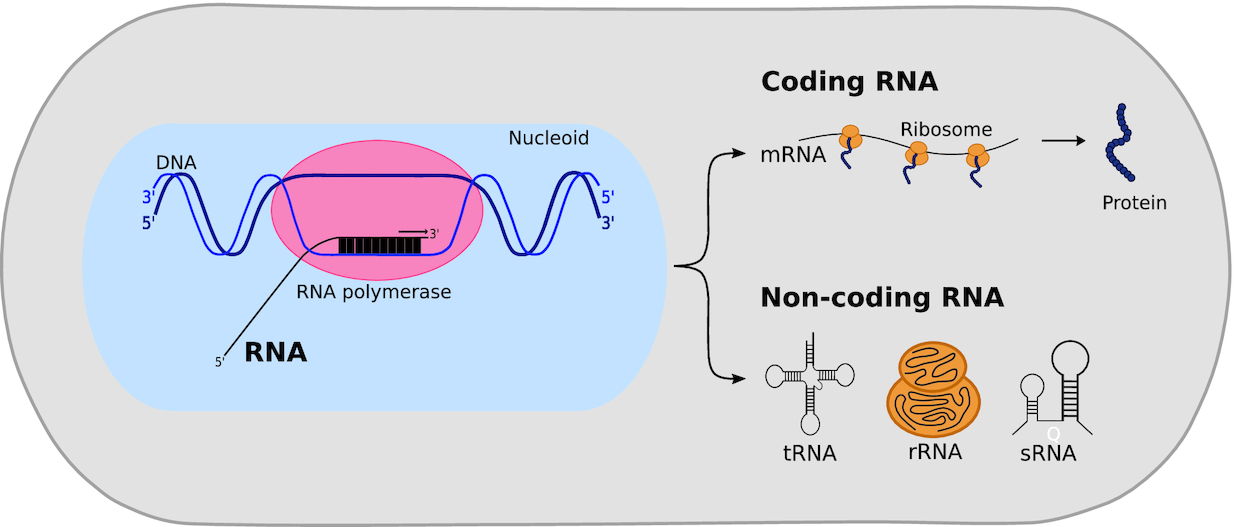 Coding RNA
Nucleoid
Ribosome
DNA
mRNA
3'
5'
5'
3'
Protein
3'
RNA polymerase
Non-coding RNA
5'
RNA
Q
tRNA
rRNA
sRNA